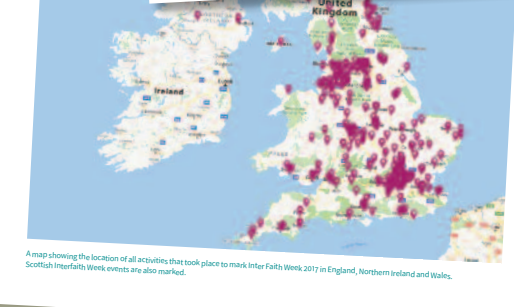 United
Kingdom
Ireland
A map showing the location of all activities that took place to mark Inter Faith Week 2017 in England, Northern Ireland and Wales.
Scottish Interfaith Week events are also marked.